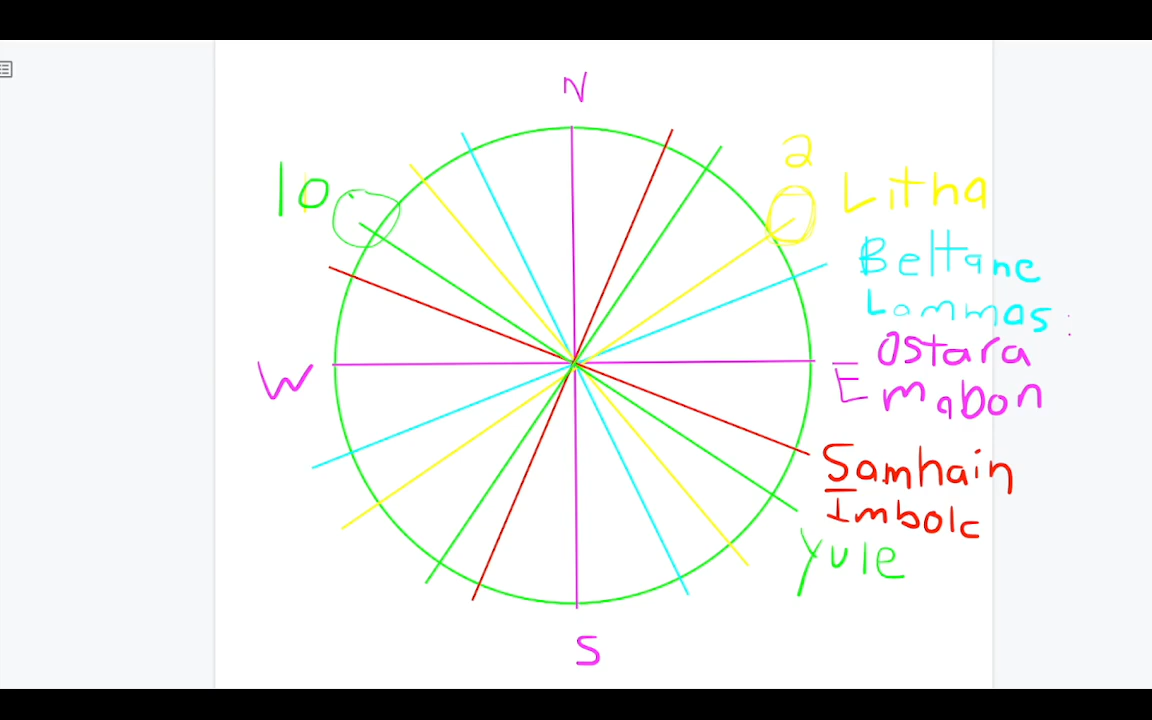 N
2
10
Litha
Beltane
Lammas
Ostara
W
E
mabon
Samhain
Imbolc
Yule
S